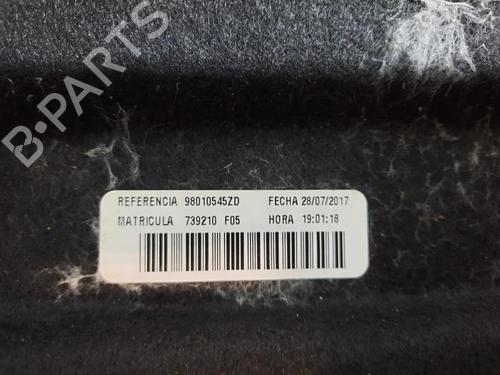 B-PARTS
REFERENCIA 98010545ZD FECHA 28/07/2017
MATRICULA 739210 F05 HORA 19:01:18